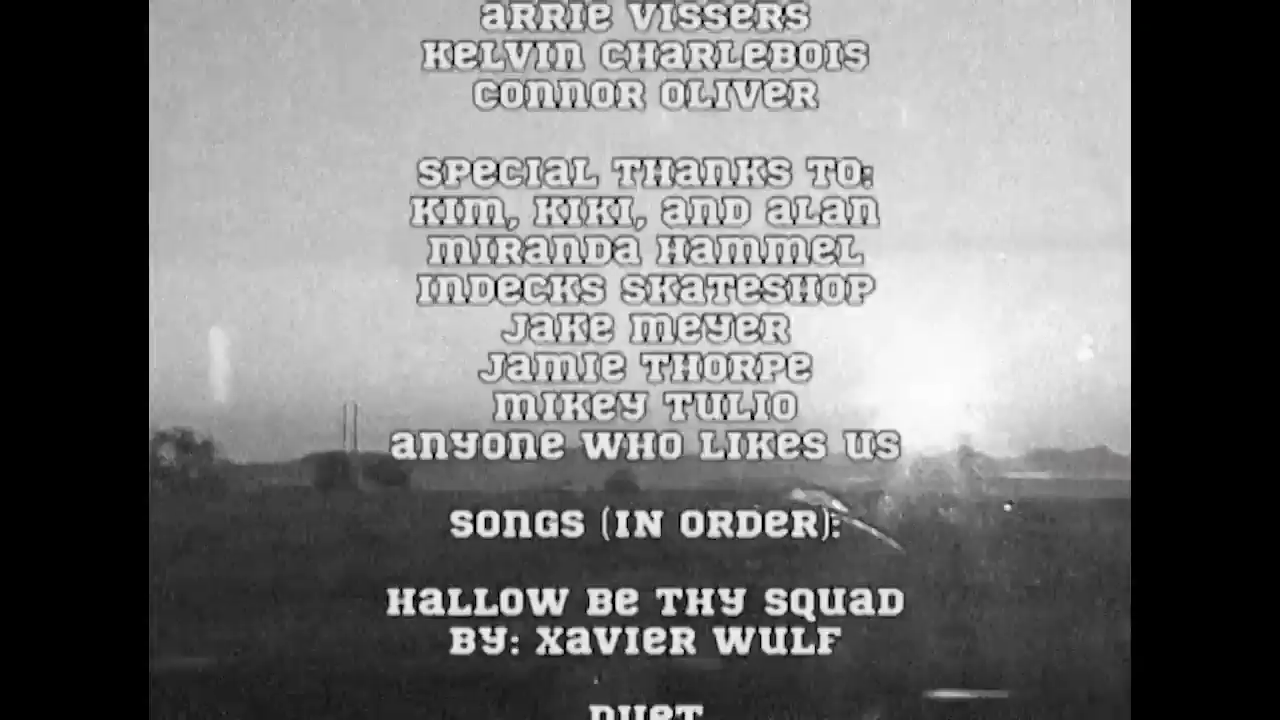 ARRIE VISSERS
KELVIN CHARLEBOIS
CONNOR OLIVER
SPECIAL THANKS TO:
KIM, KIKI, AND ALAN
MIRANDA HAMMEL
INDECKS SKATESHOP
JAKE MEYER
JAMIE THORPE
MIKEY TULIO
ANYONE WHO LIKES US
SONGS (IN ORDER):
HALLOW BE THY SQUAD
BY: XAVIER WULF
DUET